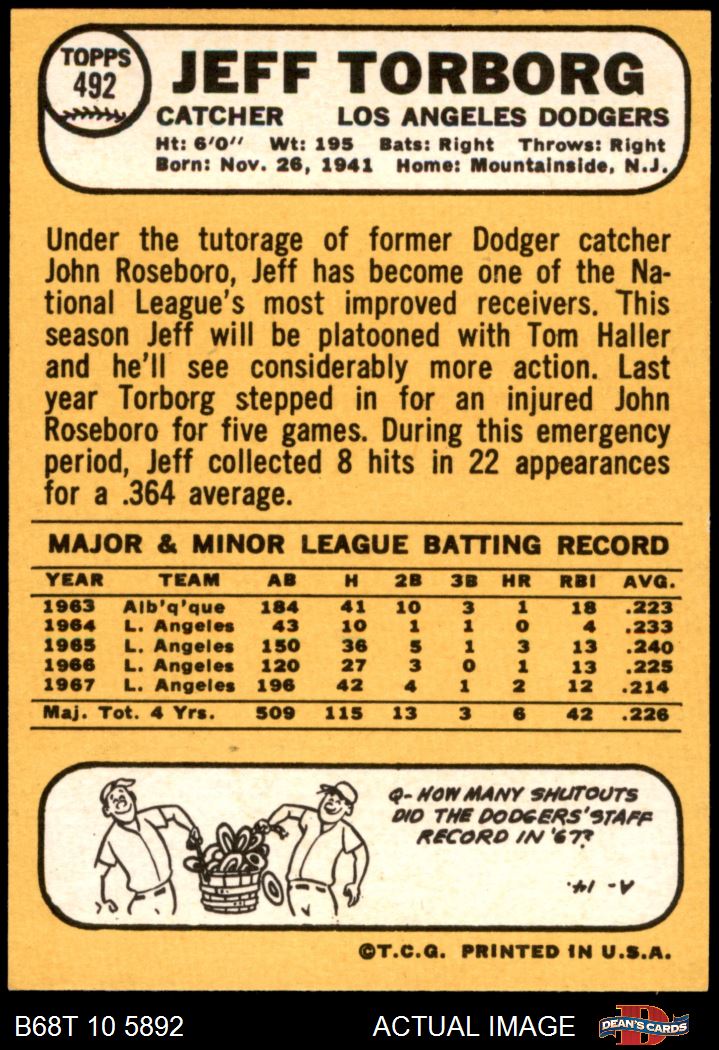 TOPPS
492
JEFF TORBORG
CATCHER LOS ANGELES DODGERS
Ht: 6'0" Wt: 195 Bats: Right Throws: Right
Born: Nov. 26, 1941 Home: Mountainside, N.J.
Under the tutorage of former Dodger catcher
John Roseboro, Jeff has become one of the Na-
tional League's most improved receivers. This
season Jeff will be platooned with Tom Haller
and he'll see considerably more action. Last
year Torborg stepped in for an injured John
Roseboro for five games. During this emergency
period, Jeff collected 8 hits in 22 appearances
for a .364 average.
MAJOR & MINOR LEAGUE BATTING RECORD
YEAR TEAM AB H 2B 3B HR RBI AVG.
1963 Alb'q'que 184 41 10 3 1 18 .223
1964 L. Angeles 43 10 1 1 0 4 .233
1965 L. Angeles 150 36 5 1 3 13 .240
1966 L. Angeles 120 27 3 0 1 13 .225
1967 L. Angeles 196 42 4 1 2 12 .214
Maj. Tot. 4 Yrs. 509 115 13 3 6 42 .226
Q- HOW MANY SHUTOUTS
DID THE DODGERS' STAFF
RECORD IN '67?
A- 14.
©T.C.G. PRINTED IN U.S.A.
B68T 10 5892 ACTUAL IMAGE DEAN'S CARDS